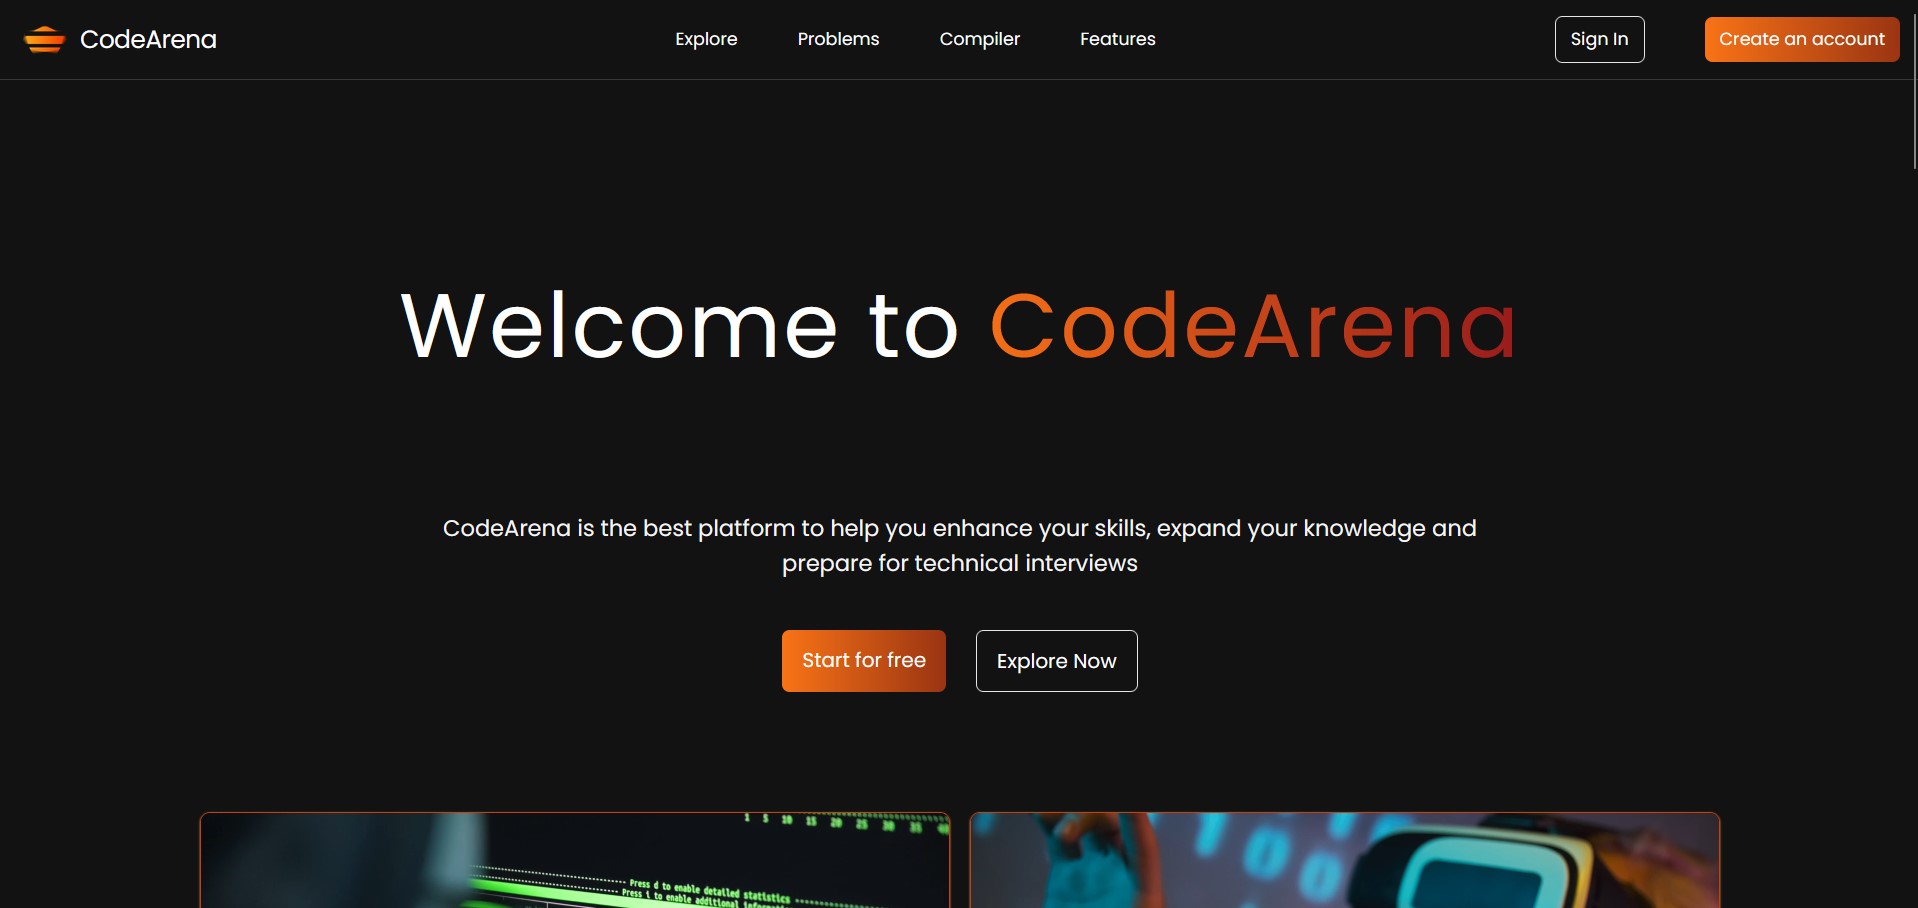 CodeArena
Explore
Problems
Compiler
Features
Sign In
Create an account
Welcome to CodeArena
CodeArena is the best platform to help you enhance your skills, expand your knowledge and
prepare for technical interviews
Start for free
Explore Now
1 5 10 15 20 25 30 35 40
Press d to enable detailed statistics
Press i to enable additional